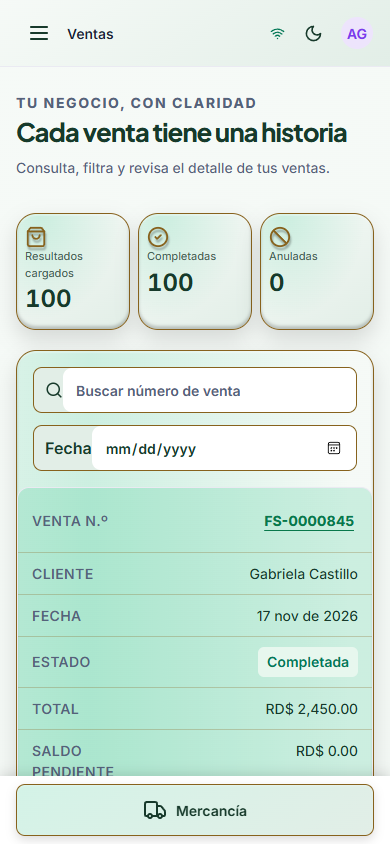 Ventas
AG
TU NEGOCIO, CON CLARIDAD
Cada venta tiene una historia
Consulta, filtra y revisa el detalle de tus ventas.
Resultados cargados
100
Completadas
100
Anuladas
0
Buscar número de venta
Fecha mm/dd/yyyy
VENTA N.º FS-0000845
CLIENTE Gabriela Castillo
FECHA 17 nov de 2026
ESTADO Completada
TOTAL RD$ 2,450.00
SALDO PENDIENTE RD$ 0.00
Mercancía